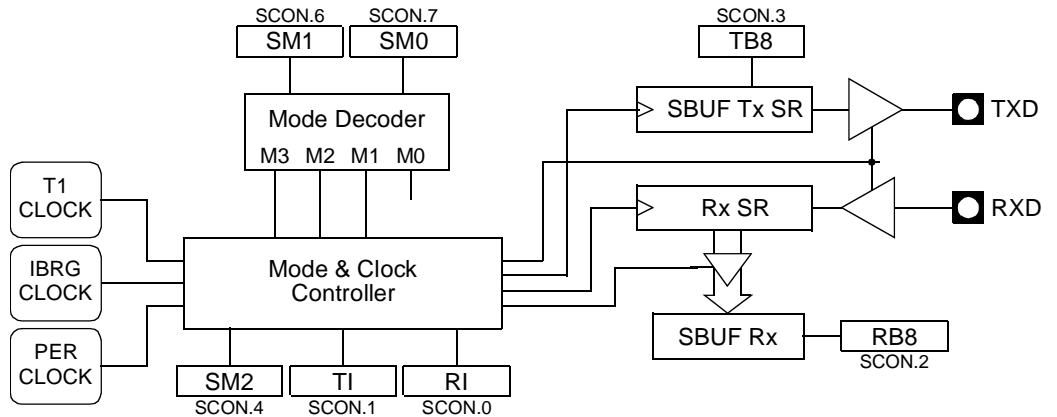 SCON.6 SCON.7 SCON.3
SM1 SM0 TB8
Mode Decoder
M3 M2 M1 M0
SBUF Tx SR
TXD
T1
CLOCK
Rx SR
RXD
IBRG
CLOCK
Mode & Clock
Controller
PER
CLOCK
SBUF Rx
RB8
SCON.2
SM2 TI RI
SCON.4 SCON.1 SCON.0